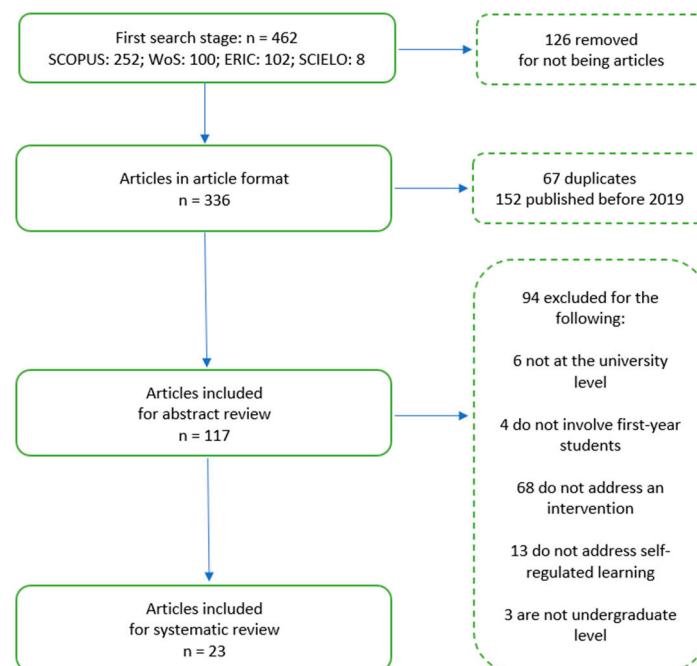 First search stage: n = 462
SCOPUS: 252; WoS: 100; ERIC: 102; SCIELO: 8
126 removed
for not being articles
Articles in article format
n = 336
67 duplicates
152 published before 2019
Articles included
for abstract review
n = 117
94 excluded for the
following:
6 not at the university
level
4 do not involve first-year
students
68 do not address an
intervention
13 do not address self-
regulated learning
3 are not undergraduate
level
Articles included
for systematic review
n = 23